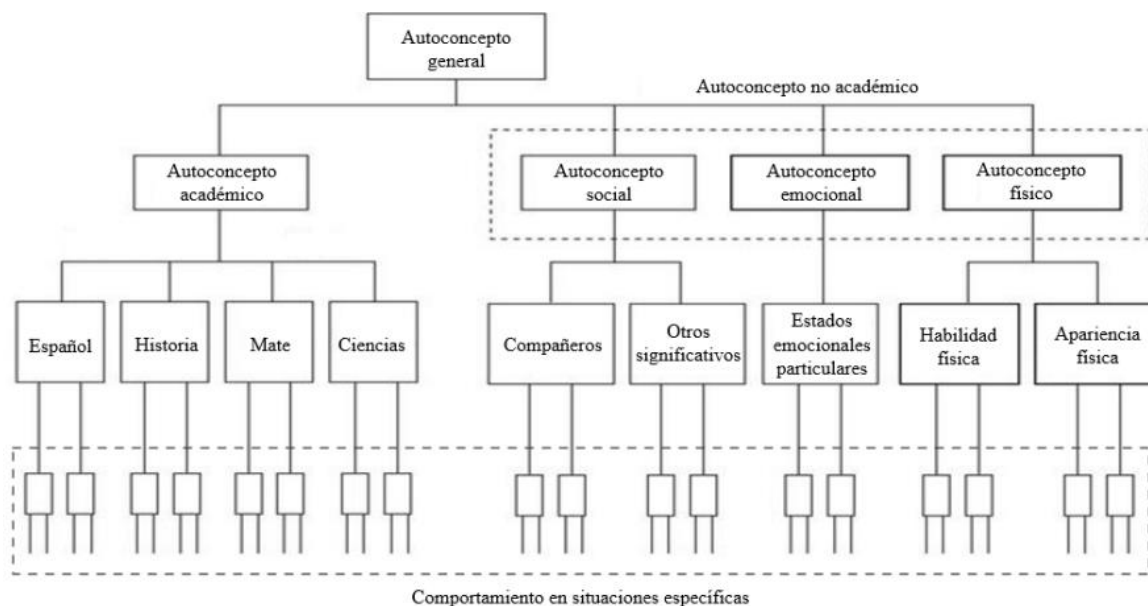 Autoconcepto
general
Autoconcepto no académico
Autoconcepto
académico
Autoconcepto
social
Autoconcepto
emocional
Autoconcepto
físico
Español
Historia
Mate
Ciencias
Compañeros
Otros
significativos
Estados
emocionales
particulares
Habilidad
física
Apariencia
física
Comportamiento en situaciones específicas